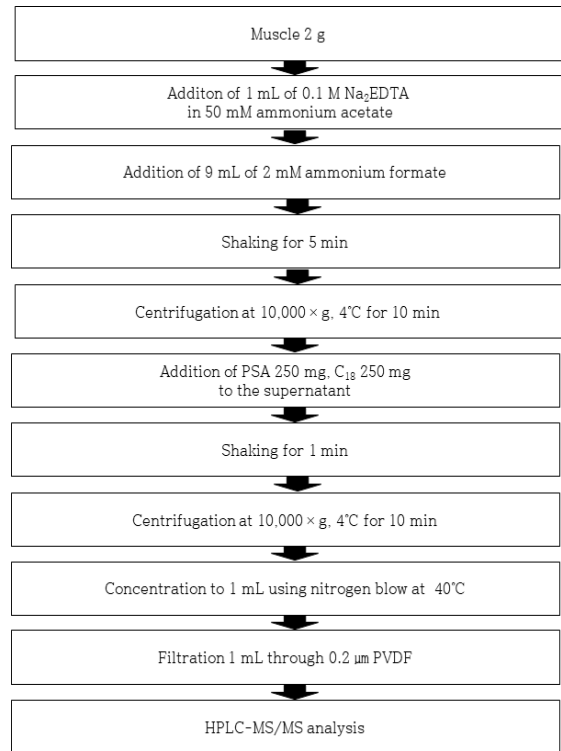 Muscle 2 g
Additon of 1 mL of 0.1 M Na₂EDTA
in 50 mM ammonium acetate
Addition of 9 mL of 2 mM ammonium formate
Shaking for 5 min
Centrifugation at 10,000 × g, 4℃ for 10 min
Addition of PSA 250 mg, C₁₈ 250 mg
to the supernatant
Shaking for 1 min
Centrifugation at 10,000 × g, 4℃ for 10 min
Concentration to 1 mL using nitrogen blow at 40℃
Filtration 1 mL through 0.2 ㎛ PVDF
HPLC-MS/MS analysis